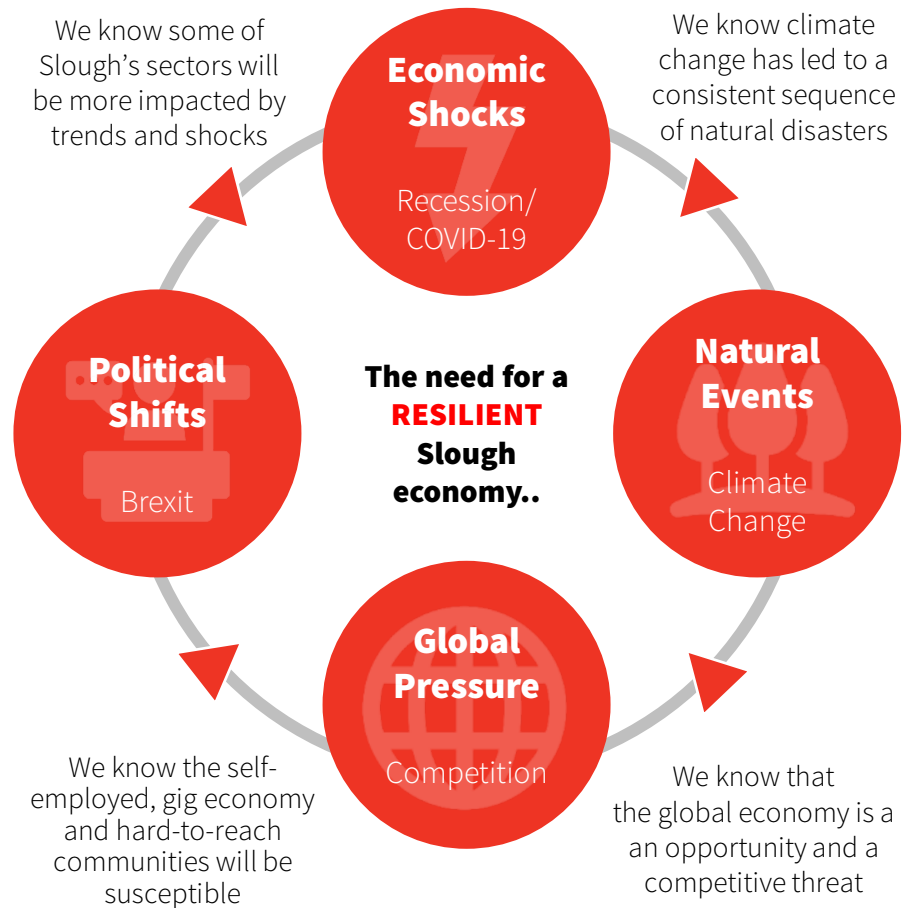 We know some of
Slough's sectors will
be more impacted by
trends and shocks
Economic
Shocks
Recession/
COVID-19
We know climate
change has led to a
consistent sequence
of natural disasters
Political
Shifts
Brexit
The need for a
RESILIENT
Slough
economy..
Natural
Events
Climate
Change
Global
Pressure
Competition
We know the self-
employed, gig economy
and hard-to-reach
communities will be
susceptible
We know that
the global economy is a
an opportunity and a
competitive threat